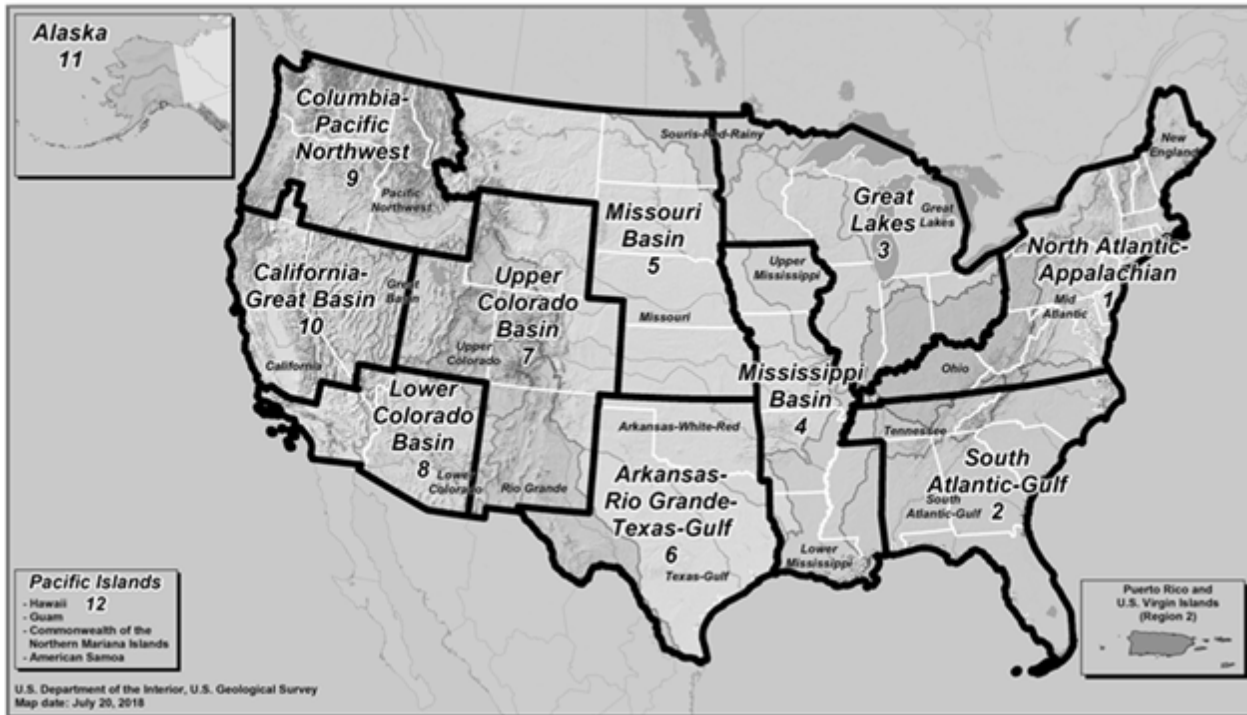 Alaska
11
Columbia-
Pacific
Northwest
9
Pacific
Northwest
Souris-Red-Rainy
New
England
Great
Lakes
3
Great
Lakes
Missouri
Basin
5
North Atlantic-
Appalachian
1
Mid
Atlantic
California-
Great Basin
10
Great
Basin
California
Upper
Colorado
Basin
7
Upper
Colorado
Upper
Mississippi
Missouri
Ohio
Lower
Colorado
Basin
8
Lower
Colorado
Mississippi
Basin
4
Arkansas-White-Red
Tennessee
Rio Grande
Arkansas-
Rio Grande-
Texas-Gulf
6
Texas-Gulf
South
Atlantic-Gulf
2
South
Atlantic-Gulf
Lower
Mississippi
Pacific Islands
12
- Hawaii
- Guam
- Commonwealth of the
Northern Mariana Islands
- American Samoa
Puerto Rico and
U.S. Virgin Islands
(Region 2)
U.S. Department of the Interior, U.S. Geological Survey
Map date: July 20, 2018